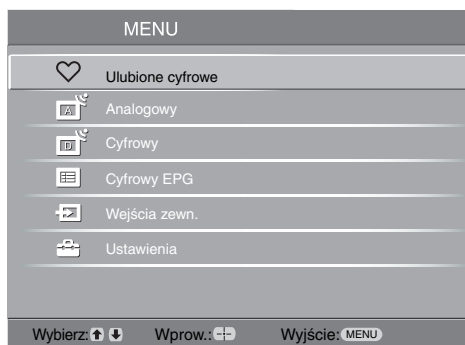 MENU
Ulubione cyfrowe
A Analogowy
D Cyfrowy
Cyfrowy EPG
Wejścia zewn.
Ustawienia
Wybierz: Wprow.: Wyjście: MENU